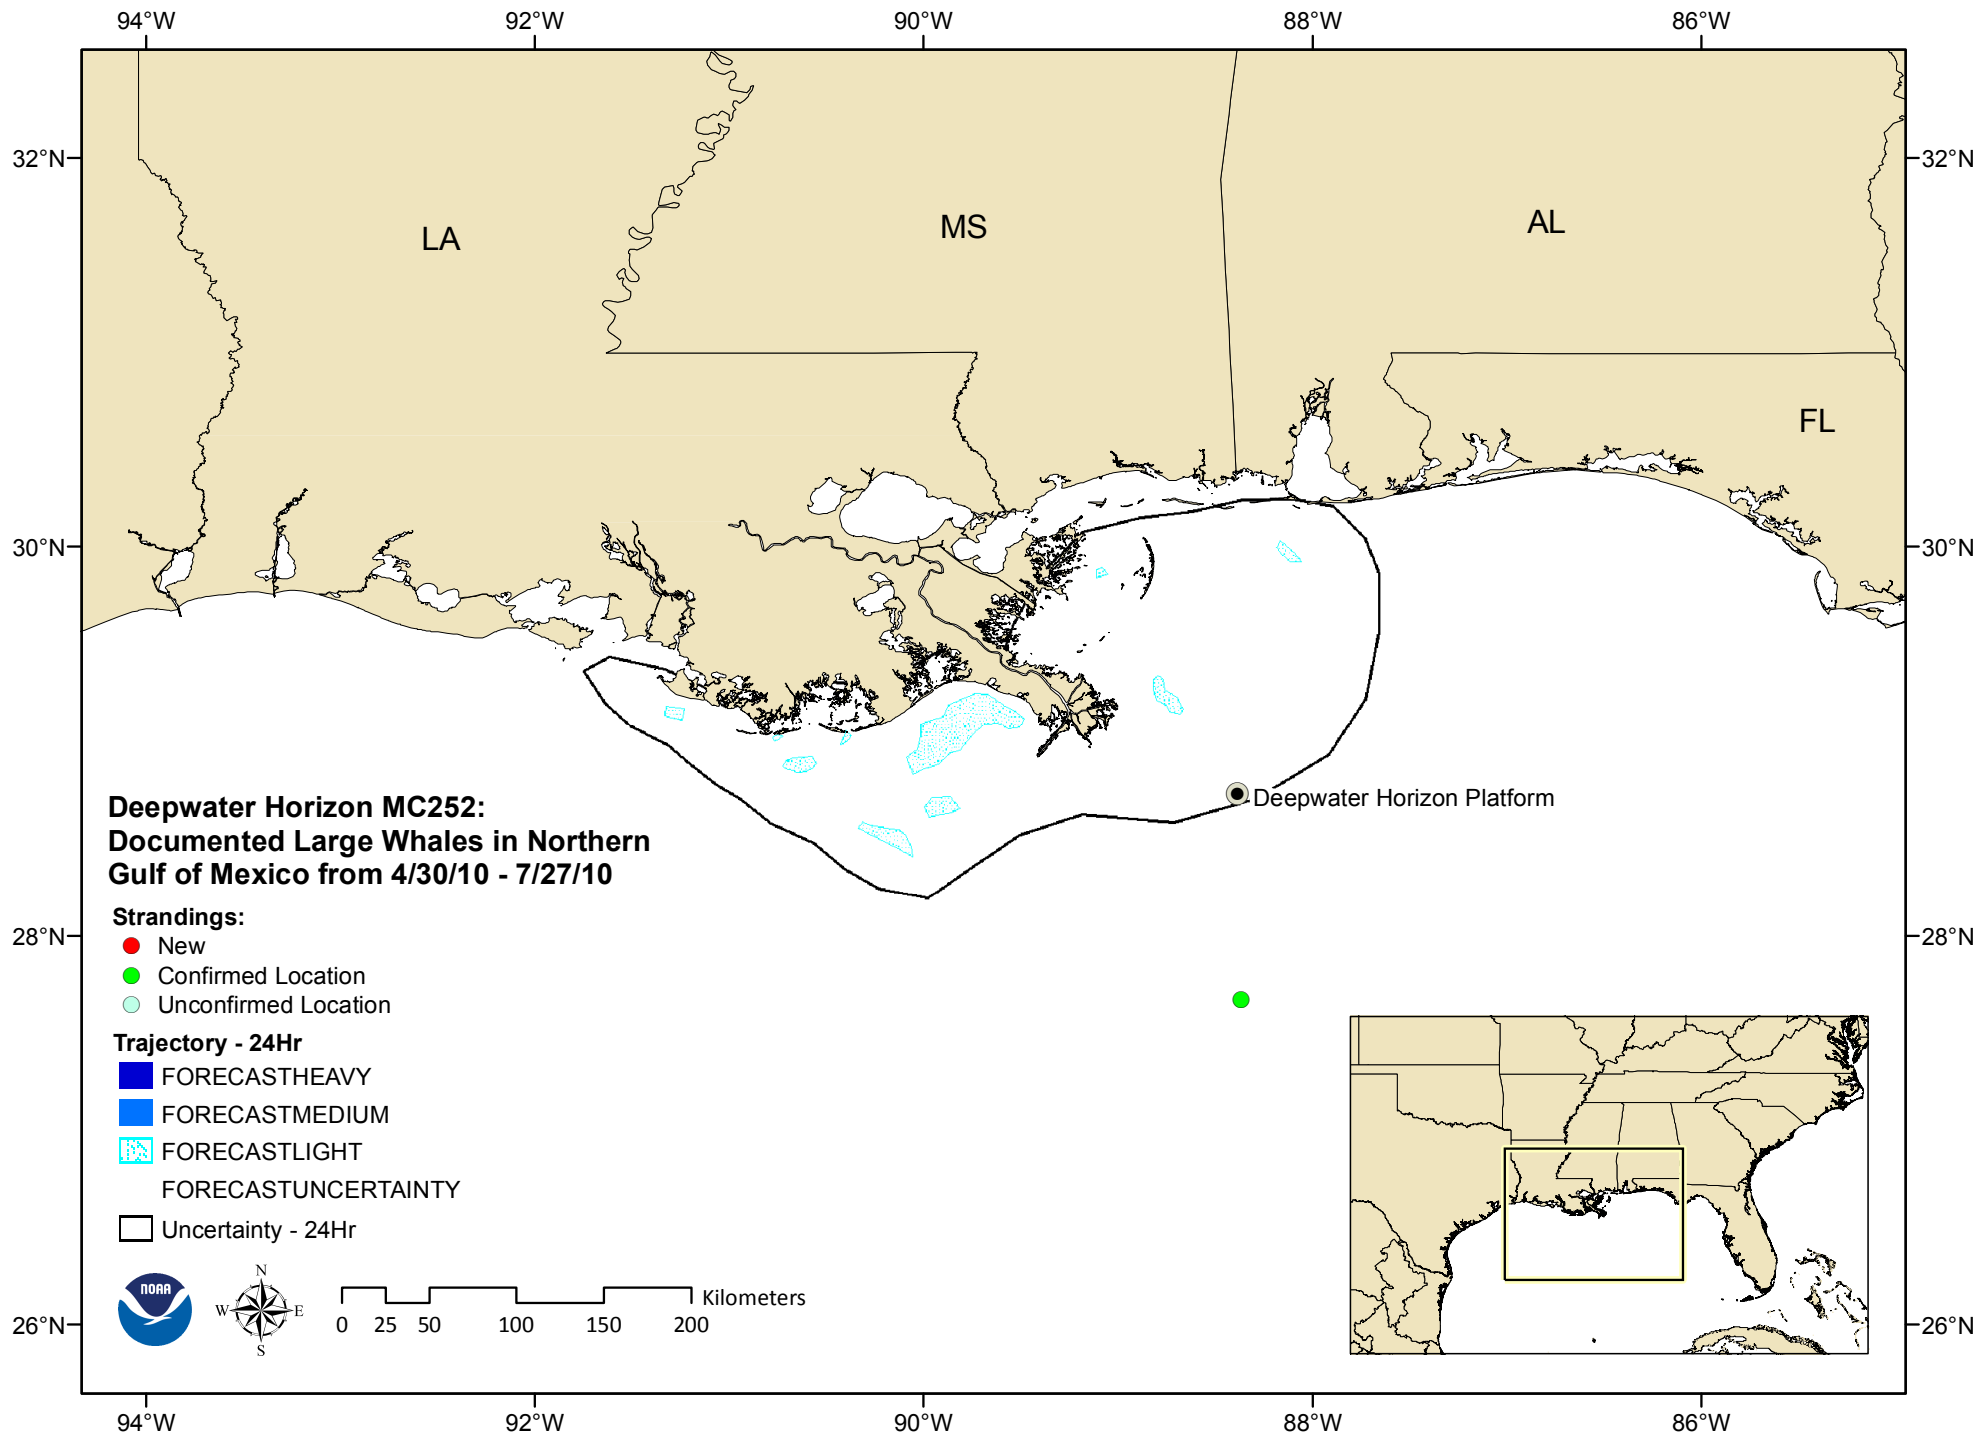 94°W 92°W 90°W 88°W 86°W
32°N 32°N
LA MS AL
FL
30°N 30°N
Deepwater Horizon Platform
Deepwater Horizon MC252:
Documented Large Whales in Northern
Gulf of Mexico from 4/30/10 - 7/27/10
Strandings:
28°N 28°N
New
Confirmed Location
Unconfirmed Location
Trajectory - 24Hr
FORECASTHEAVY
FORECASTMEDIUM
FORECASTLIGHT
FORECASTUNCERTAINTY
Uncertainty - 24Hr
NOAA
N
W E
S
Kilometers
0 25 50 100 150 200
26°N 26°N
94°W 92°W 90°W 88°W 86°W